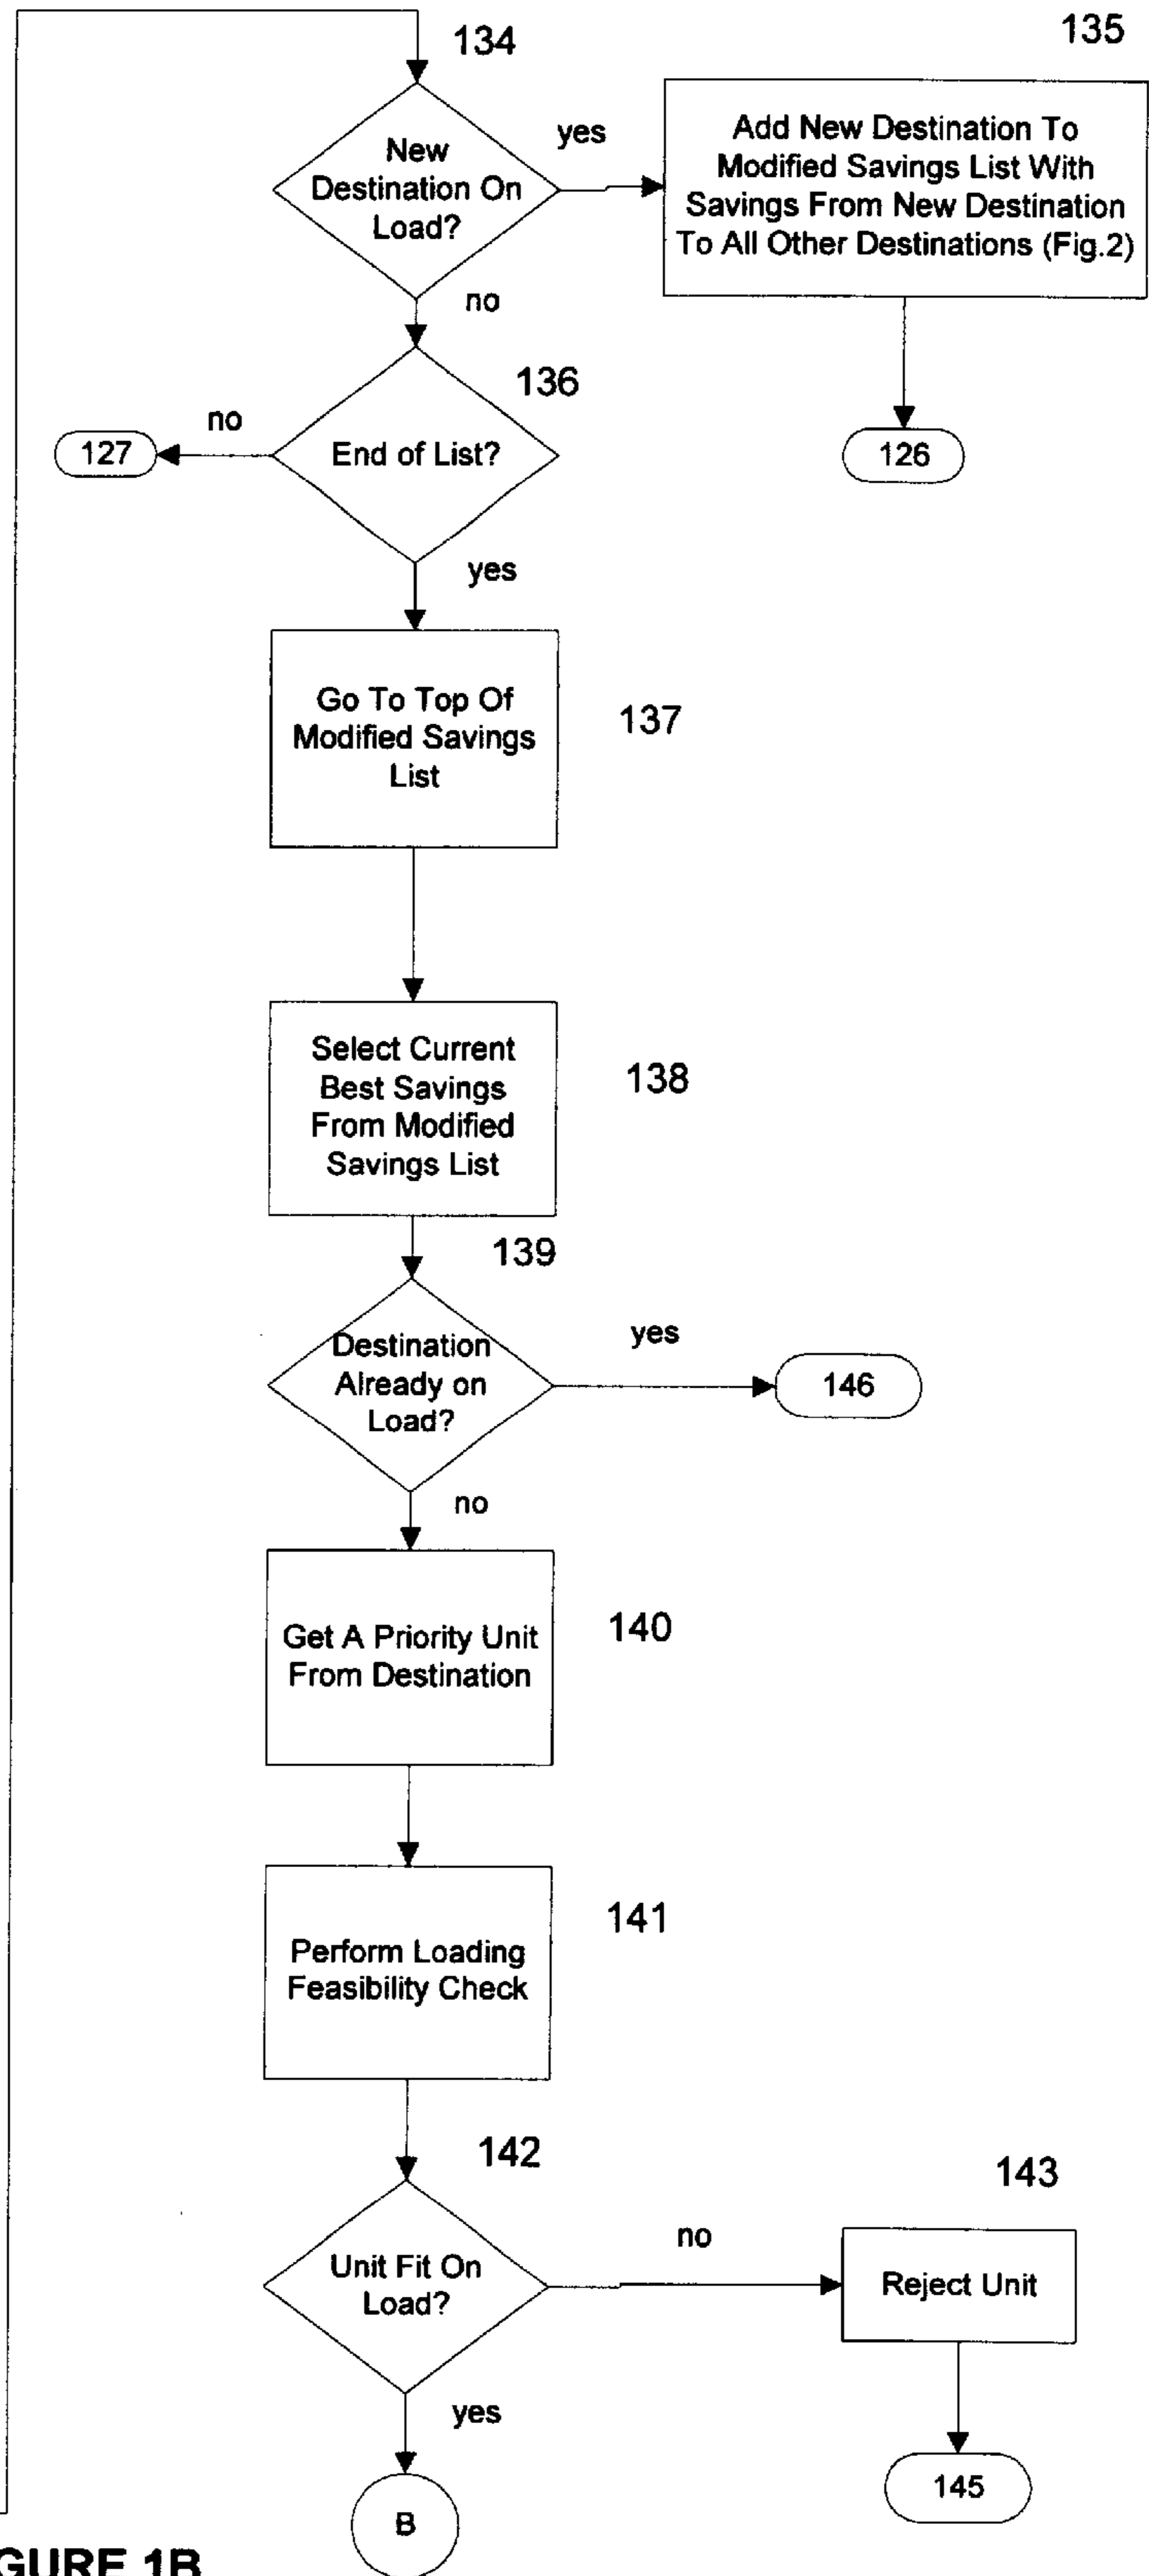 134
135
New
Destination On
Load?
yes
Add New Destination To
Modified Savings List With
Savings From New Destination
To All Other Destinations (Fig.2)
no
136
End of List?
no
127
126
yes
Go To Top Of
Modified Savings
List
137
Select Current
Best Savings
From Modified
Savings List
138
139
Destination
Already on
Load?
yes
146
no
Get A Priority Unit
From Destination
140
Perform Loading
Feasibility Check
141
142
Unit Fit On
Load?
no
143
Reject Unit
yes
145
B
GURE 1B